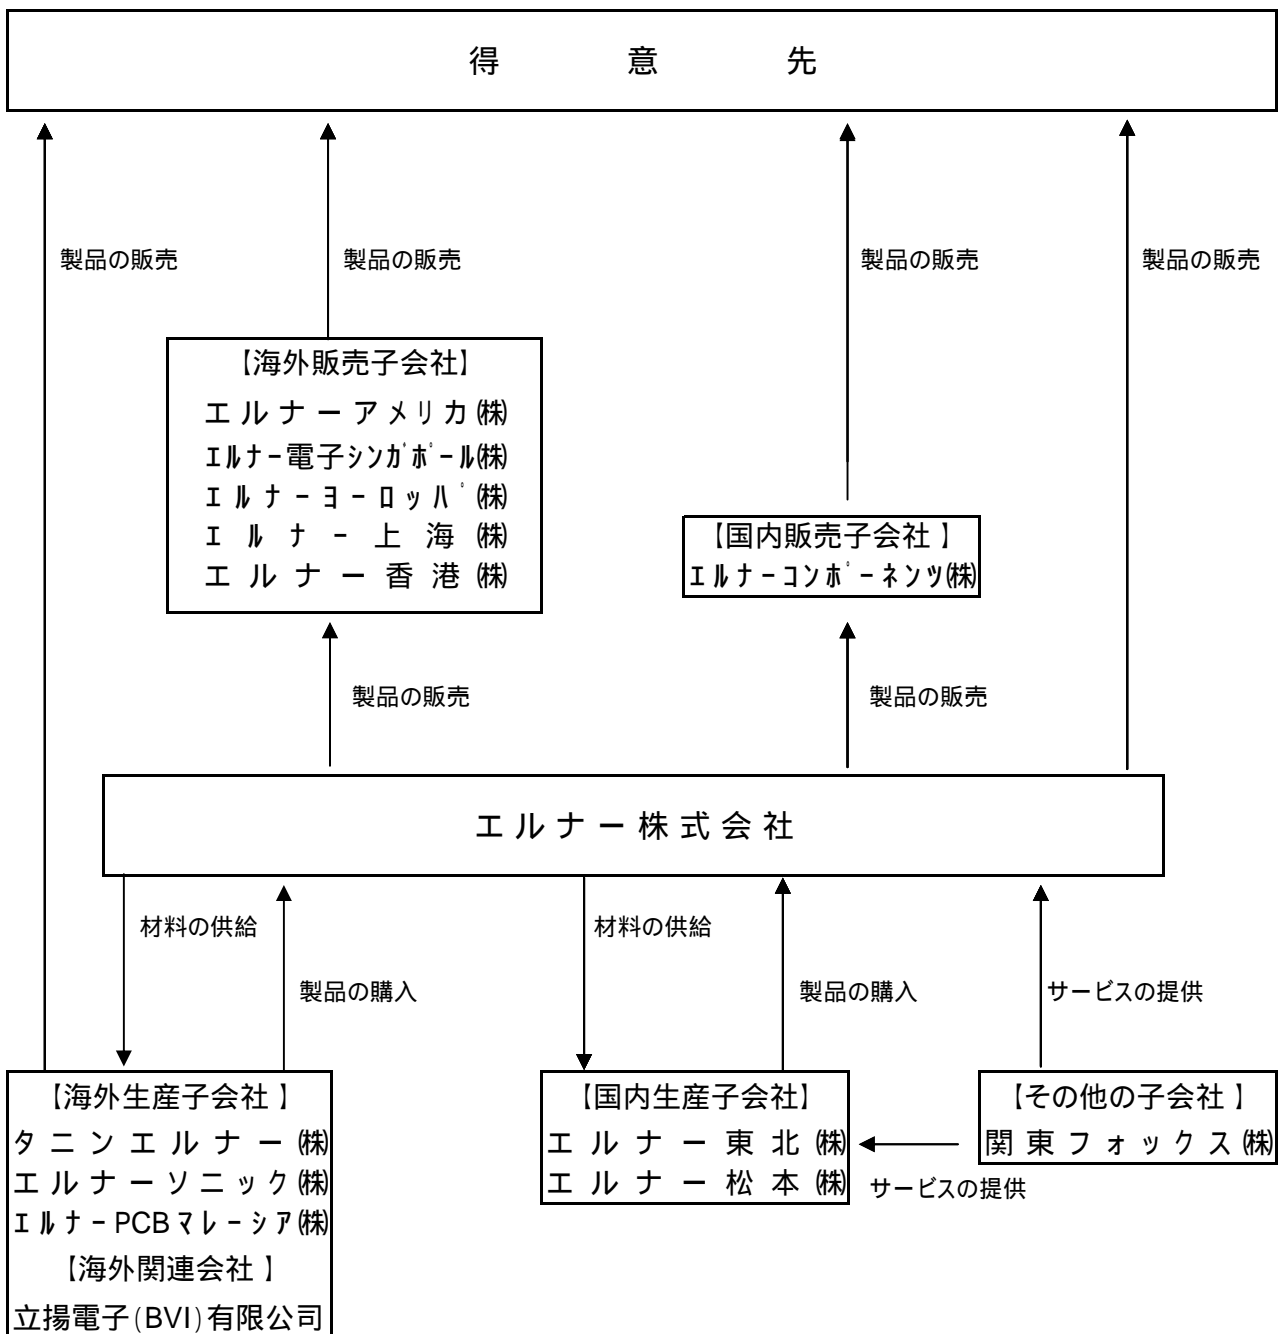 得意先
製品の販売
製品の販売
製品の販売
製品の販売
【海外販売子会社】
エルナーアメリカ㈱
エルナー電子シンガポール㈱
エルナーヨーロッパ㈱
エルナー上海㈱
エルナー香港㈱
【国内販売子会社】
エルナーコンポーネンツ㈱
製品の販売
製品の販売
エルナー株式会社
材料の供給
材料の供給
製品の購入
製品の購入
サービスの提供
【海外生産子会社】
タニンエルナー㈱
エルナーソニック㈱
エルナーPCBマレーシア㈱
【海外関連会社】
立揚電子(BVI)有限公司
【国内生産子会社】
エルナー東北㈱
エルナー松本㈱
【その他の子会社】
関東フォックス㈱
サービスの提供